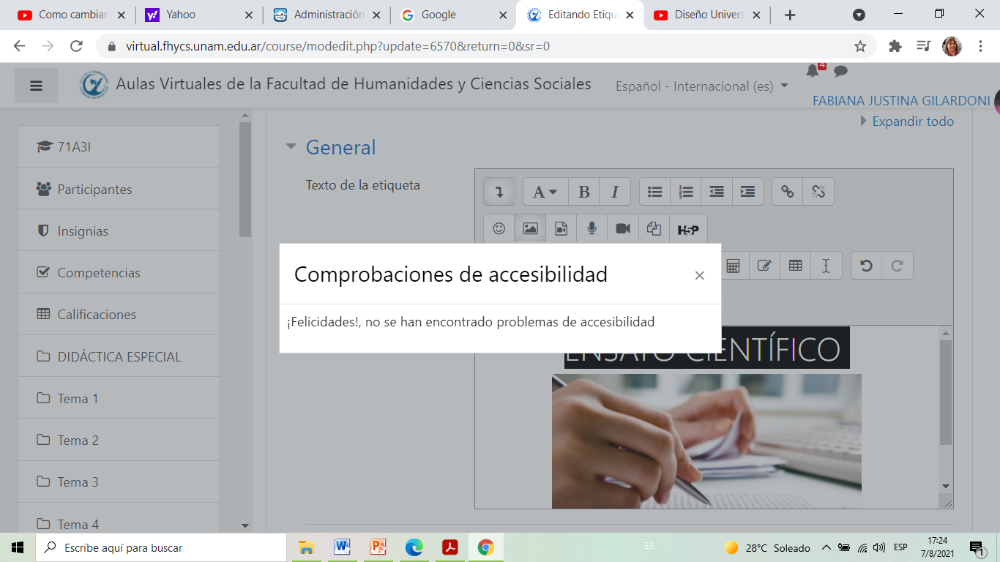 Como cambiar
Yahoo
Administración
Google
Editando Etiqu
Diseño Univers
virtual.fhycs.unam.edu.ar/course/modedit.php?update=6570&return=0&sr=0
Aulas Virtuales de la Facultad de Humanidades y Ciencias Sociales
Español - Internacional (es)
4
FABIANA JUSTINA GILARDONI
Expandir todo
71A3I
Participantes
Insignias
Competencias
Calificaciones
DIDÁCTICA ESPECIAL
Tema 1
Tema 2
Tema 3
Tema 4
General
Texto de la etiqueta
A B I
H5P
Comprobaciones de accesibilidad
¡Felicidades!, no se han encontrado problemas de accesibilidad
ENSAYO CIENTÍFICO
Escribe aquí para buscar
ES
28°C Soleado
ESP
17:24
7/8/2021
1